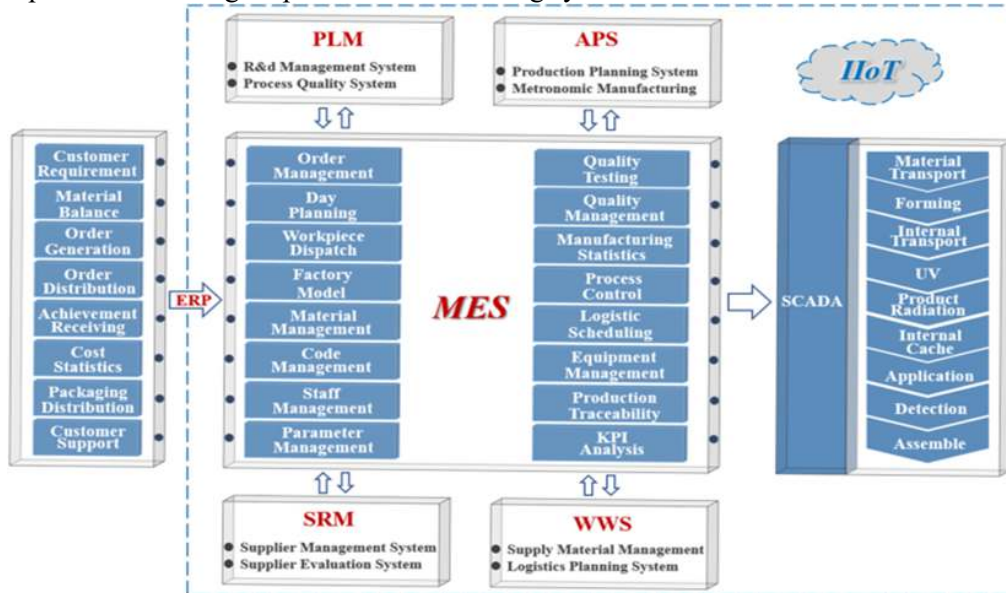 PLM
R&d Management System
Process Quality System
APS
Production Planning System
Metronomic Manufacturing
IIoT
Customer
Requirement
Material
Balance
Order
Generation
Order
Distribution
Achievement
Receiving
Cost
Statistics
Packaging
Distribution
Customer
Support
ERP
Order
Management
Day
Planning
Workpiece
Dispatch
Factory
Model
Material
Management
Code
Management
Staff
Management
Parameter
Management
MES
Quality
Testing
Quality
Management
Manufacturing
Statistics
Process
Control
Logistic
Scheduling
Equipment
Management
Production
Traceability
KPI
Analysis
SCADA
Material
Transport
Forming
Internal
Transport
UV
Product
Radiation
Internal
Cache
Application
Detection
Assemble
SRM
Supplier Management System
Supplier Evaluation System
WWS
Supply Material Management
Logistics Planning System